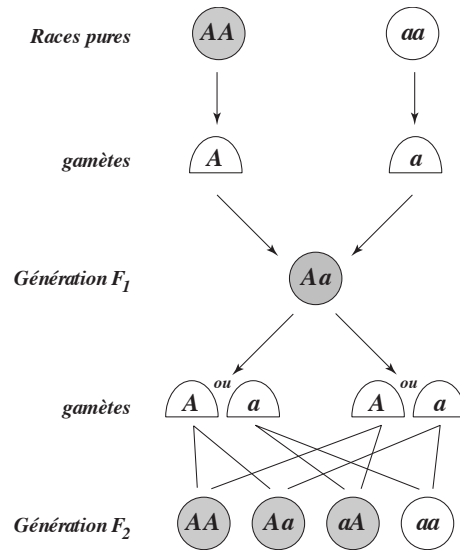 Races pures AA aa
gamètes A a
Génération F1 Aa
ou ou
gamètes A a A a
Génération F2 AA Aa aA aa